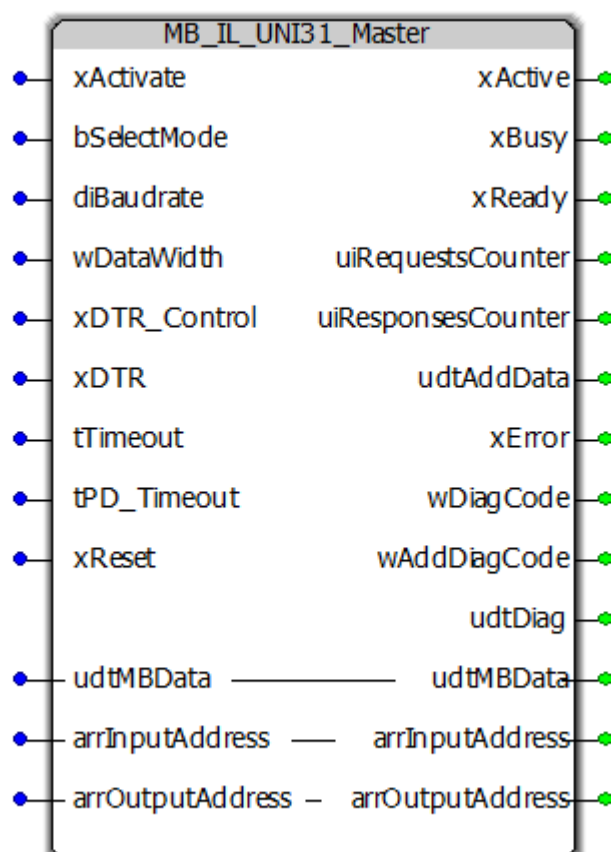 MB_IL_UNI31_Master
xActivate xActive
bSelectMode xBusy
diBaudrate xReady
wDataWidth uiRequestsCounter
xDTR_Control uiResponsesCounter
xDTR udtAddData
tTimeout xError
tPD_Timeout wDiagCode
xReset wAddDiagCode
udtDiag
udtMBData udtMBData
arrInputAddress arrInputAddress
arrOutputAddress arrOutputAddress